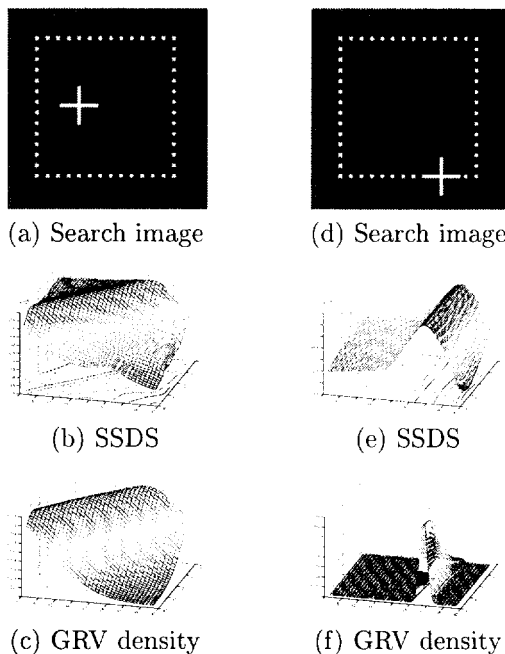 (a) Search image
(d) Search image
(b) SSDS
(e) SSDS
(c) GRV density
(f) GRV density